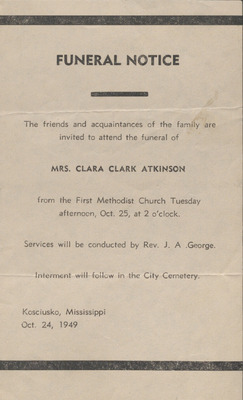 FUNERAL NOTICE
The friends and acquaintances of the family are
invited to attend the funeral of
MRS. CLARA CLARK ATKINSON
from the First Methodist Church Tuesday
afternoon, Oct. 25, at 2 o'clock.
Services will be conducted by Rev. J. A .George.
Interment will follow in the City Cemetery.
Kosciusko, Mississippi
Oct. 24, 1949